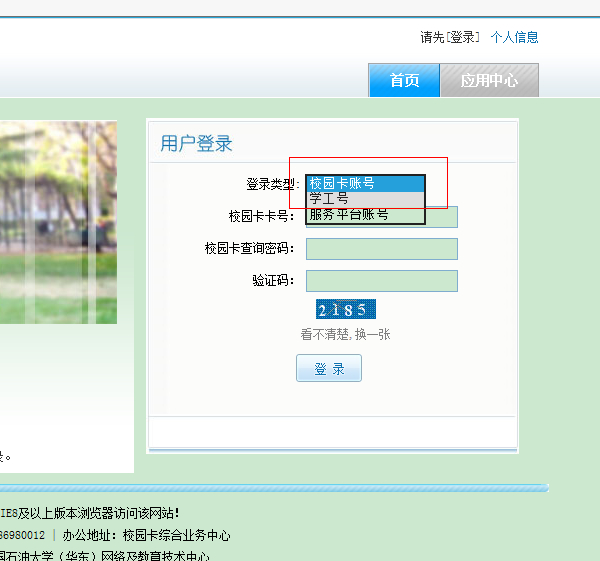 请先[登录] 个人信息
首页 应用中心
用户登录
登录类型: 校园卡账号
学工号
校园卡卡号:
服务平台账号
校园卡查询密码:
验证码:
2185
看不清楚,换一张
登 录
。
IE8及以上版本浏览器访问该网站!
86980012 | 办公地址: 校园卡综合业务中心
国石油大学(华东)网络及教育技术中心